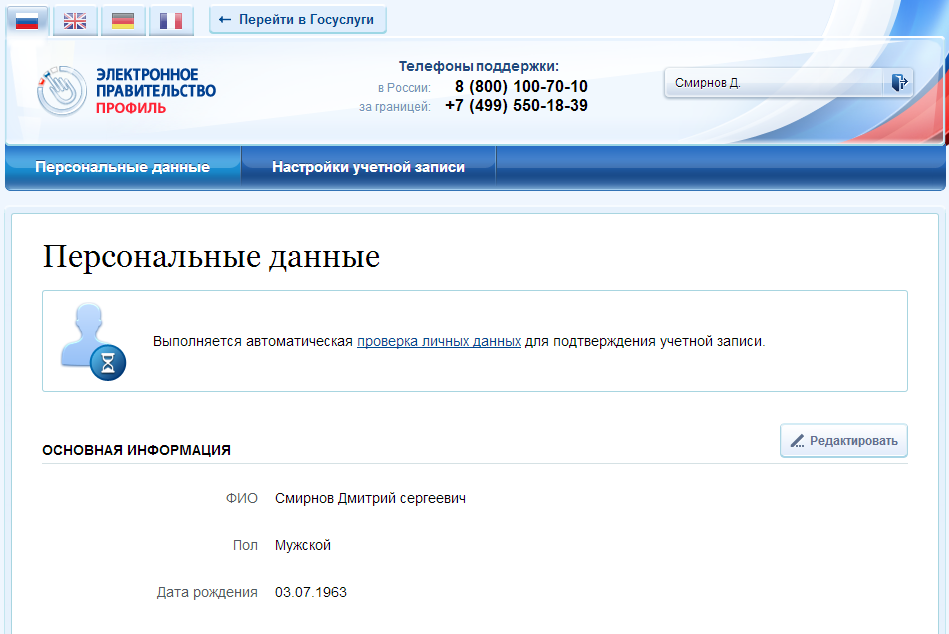 ← Перейти в Госуслуги
ЭЛЕКТРОННОЕ
ПРАВИТЕЛЬСТВО
ПРОФИЛЬ
Телефоны поддержки:
в России: 8 (800) 100-70-10
за границей: +7 (499) 550-18-39
Смирнов Д.
Персональные данные
Настройки учетной записи
Персональные данные
Выполняется автоматическая проверка личных данных для подтверждения учетной записи.
ОСНОВНАЯ ИНФОРМАЦИЯ
Редактировать
ФИО Смирнов Дмитрий сергеевич
Пол Мужской
Дата рождения 03.07.1963